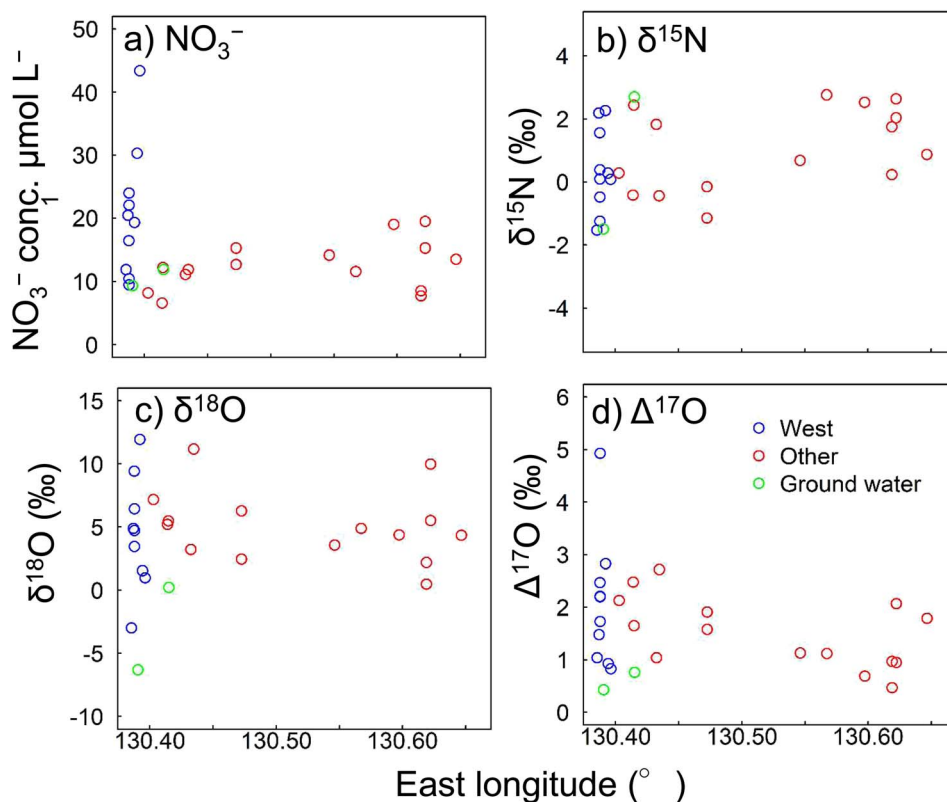 a) NO₃⁻
50
40
30
20
10
0
NO₃⁻ conc. μmol L⁻¹
b) δ¹⁵N
4
2
0
-2
-4
δ¹⁵N (‰)
c) δ¹⁸O
15
10
5
0
-5
-10
δ¹⁸O (‰)
130.40 130.50 130.60
d) Δ¹⁷O
6
5
4
3
2
1
0
Δ¹⁷O (‰)
West
Other
Ground water
130.40 130.50 130.60
East longitude (° )